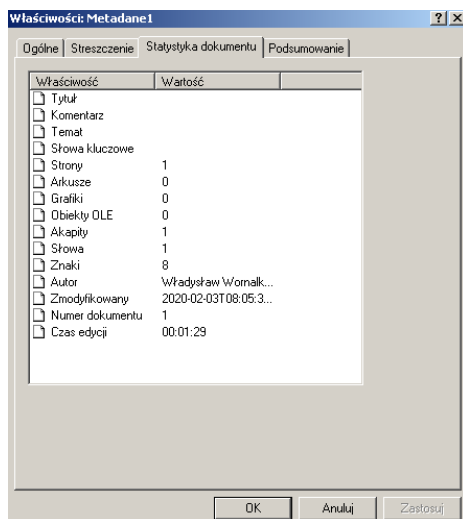 Właściwości: Metadane1
Ogólne Streszczenie Statystyka dokumentu Podsumowanie
Właściwość Wartość
Tytuł
Komentarz
Temat
Słowa kluczowe
Strony 1
Arkusze 0
Grafiki 0
Obiekty OLE 0
Akapity 1
Słowa 1
Znaki 8
Autor Władysław Wornalk...
Zmodyfikowany 2020-02-03T08:05:3...
Numer dokumentu 1
Czas edycji 00:01:29
OK Anuluj Zastosuj